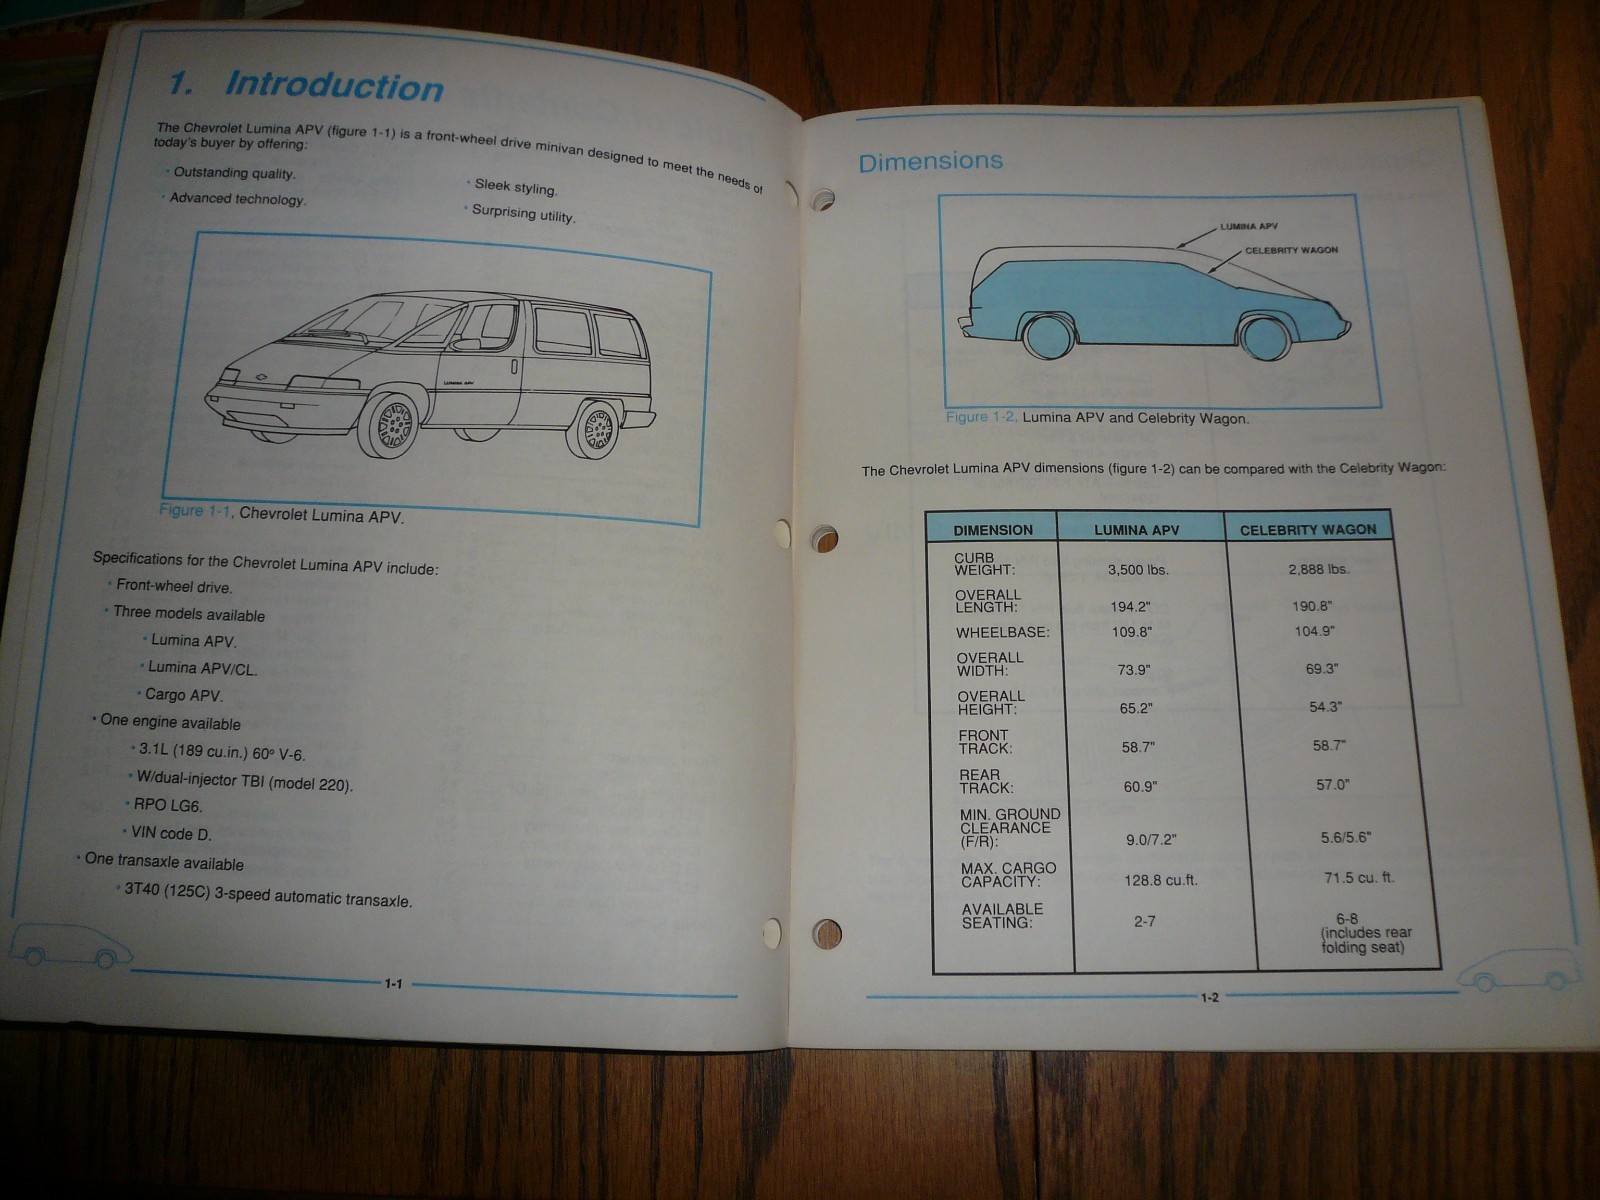 1. Introduction
The Chevrolet Lumina APV (figure 1-1) is a front-wheel drive minivan designed to meet the needs of
today's buyer by offering:
• Outstanding quality.
• Advanced technology.
• Sleek styling.
• Surprising utility.
LUMINA APV
Figure 1-1, Chevrolet Lumina APV.
Specifications for the Chevrolet Lumina APV include:
• Front-wheel drive.
• Three models available
• Lumina APV.
• Lumina APV/CL.
• Cargo APV.
• One engine available
• 3.1L (189 cu.in.) 60° V-6.
• W/dual-injector TBI (model 220).
• RPO LG6.
• VIN code D.
• One transaxle available
• 3T40 (125C) 3-speed automatic transaxle.
1-1
Dimensions
LUMINA APV
CELEBRITY WAGON
Figure 1-2, Lumina APV and Celebrity Wagon.
The Chevrolet Lumina APV dimensions (figure 1-2) can be compared with the Celebrity Wagon:
DIMENSION LUMINA APV CELEBRITY WAGON
CURB
WEIGHT: 3,500 lbs. 2,888 lbs.
OVERALL
LENGTH: 194.2" 190.8"
WHEELBASE: 109.8" 104.9"
OVERALL
WIDTH: 73.9" 69.3"
OVERALL
HEIGHT: 65.2" 54.3"
FRONT
TRACK: 58.7" 58.7"
REAR
TRACK: 60.9" 57.0"
MIN. GROUND
CLEARANCE
(F/R): 9.0/7.2" 5.6/5.6"
MAX. CARGO
CAPACITY: 128.8 cu.ft. 71.5 cu. ft.
AVAILABLE
SEATING: 2-7 6-8
(includes rear
folding seat)
1-2